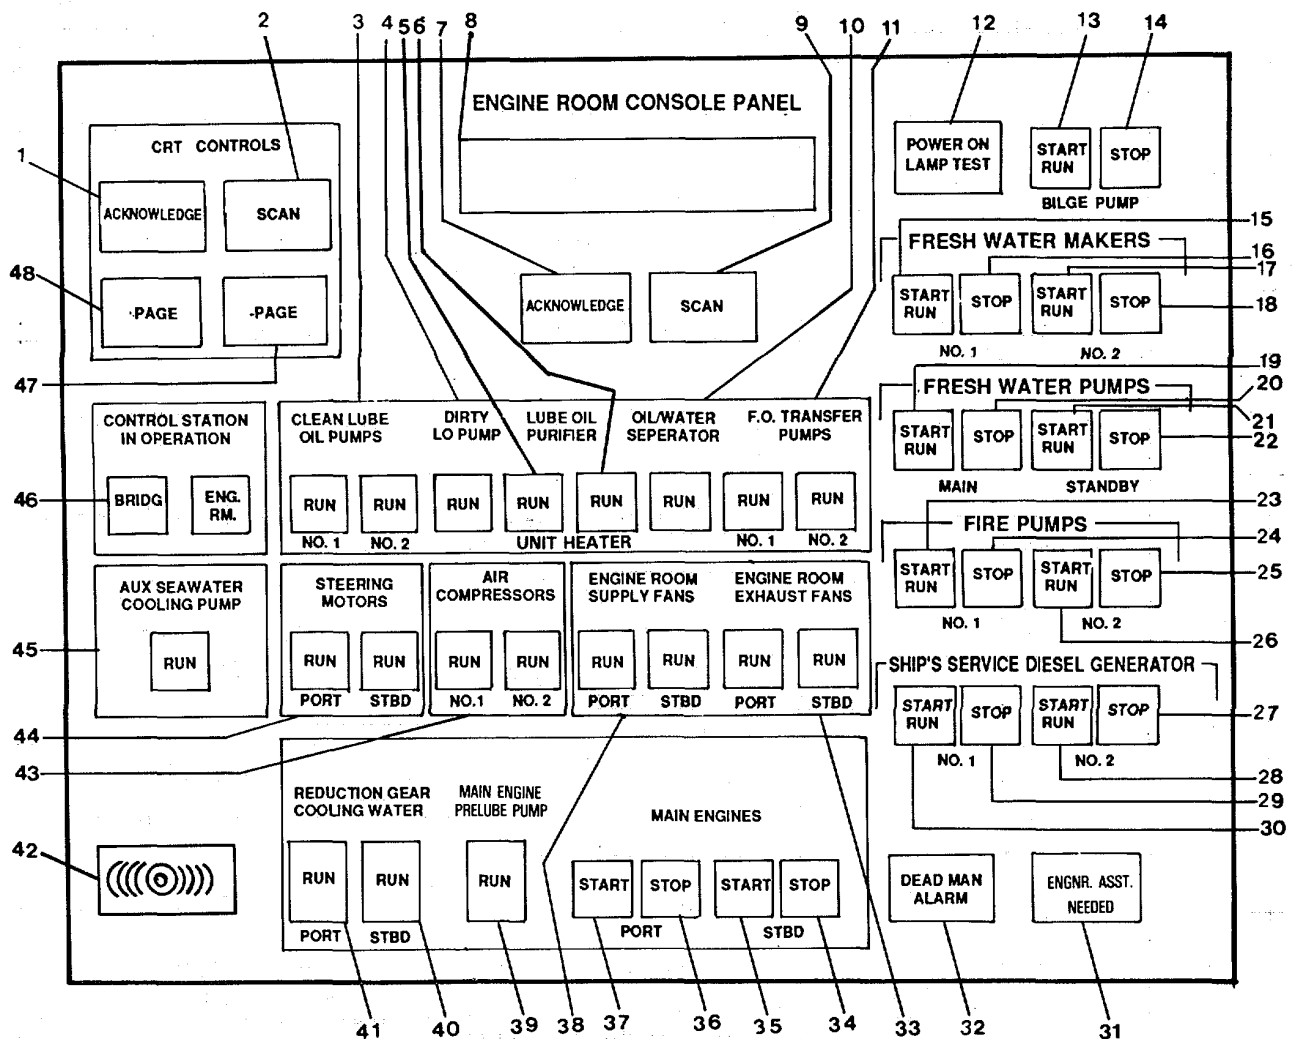 2 3 4 5 6 7 8 9 10 11 12 13 14
ENGINE ROOM CONSOLE PANEL
CRT CONTROLS
1
ACKNOWLEDGE SCAN
48
·PAGE -PAGE
47
ACKNOWLEDGE SCAN
POWER ON
LAMP TEST
START
RUN
STOP
BILGE PUMP
15
FRESH WATER MAKERS
16
17
START
RUN
STOP
START
RUN
STOP
18
NO. 1 NO. 2
19
FRESH WATER PUMPS
20
21
START
RUN
STOP
START
RUN
STOP
22
MAIN STANDBY
23
FIRE PUMPS
24
START
RUN
STOP
START
RUN
STOP
25
NO. 1 NO. 2
26
SHIP'S SERVICE DIESEL GENERATOR
START
RUN
STOP
START
RUN
STOP
27
NO. 1 NO. 2
28
29
30
CONTROL STATION
IN OPERATION
46
BRIDG
ENG.
RM.
CLEAN LUBE
OIL PUMPS
DIRTY
LO PUMP
LUBE OIL
PURIFIER
OIL/WATER
SEPERATOR
F.O. TRANSFER
PUMPS
RUN RUN RUN RUN RUN RUN RUN RUN
NO. 1 NO. 2 UNIT HEATER NO. 1 NO. 2
AUX SEAWATER
COOLING PUMP
45
RUN
STEERING
MOTORS
RUN RUN
PORT STBD
44
AIR
COMPRESSORS
RUN RUN
NO.1 NO. 2
43
ENGINE ROOM
SUPPLY FANS
ENGINE ROOM
EXHAUST FANS
RUN RUN RUN RUN
PORT STBD PORT STBD
42
REDUCTION GEAR
COOLING WATER
MAIN ENGINE
PRELUBE PUMP
MAIN ENGINES
RUN RUN RUN START STOP START STOP
PORT STBD PORT STBD
DEAD MAN
ALARM
ENGNR. ASST.
NEEDED
41 40 39 38 37 36 35 34 33 32 31